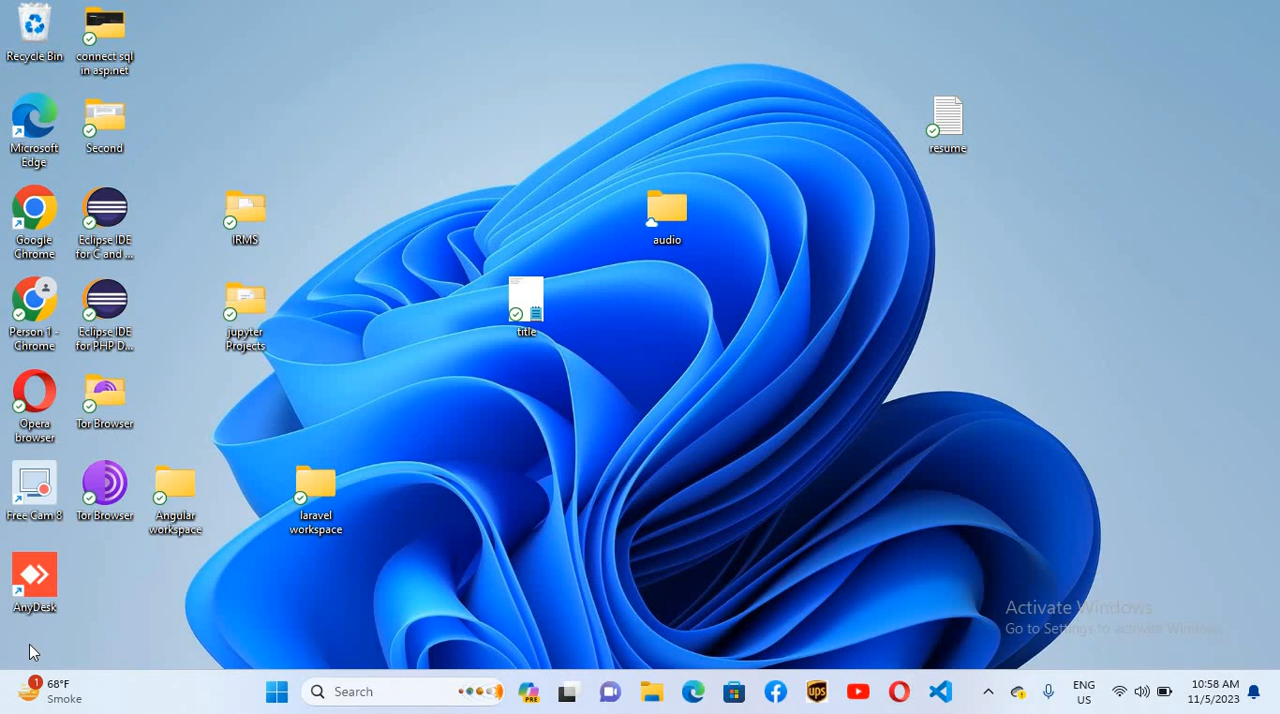 Recycle Bin
connect sql
in asp.net
Microsoft
Edge
Second
resume
Google
Chrome
Eclipse IDE
for C and ...
IRMS
audio
Person 1 -
Chrome
Eclipse IDE
for PHP D...
jupyter
Projects
title
Opera
browser
Tor Browser
Free Cam 8
Tor Browser
Angular
workspace
laravel
workspace
AnyDesk
Activate Windows
Go to Settings to activate Windows.
1
68°F
Smoke
Search
PRE
ups
ENG
US
10:58 AM
11/5/2023